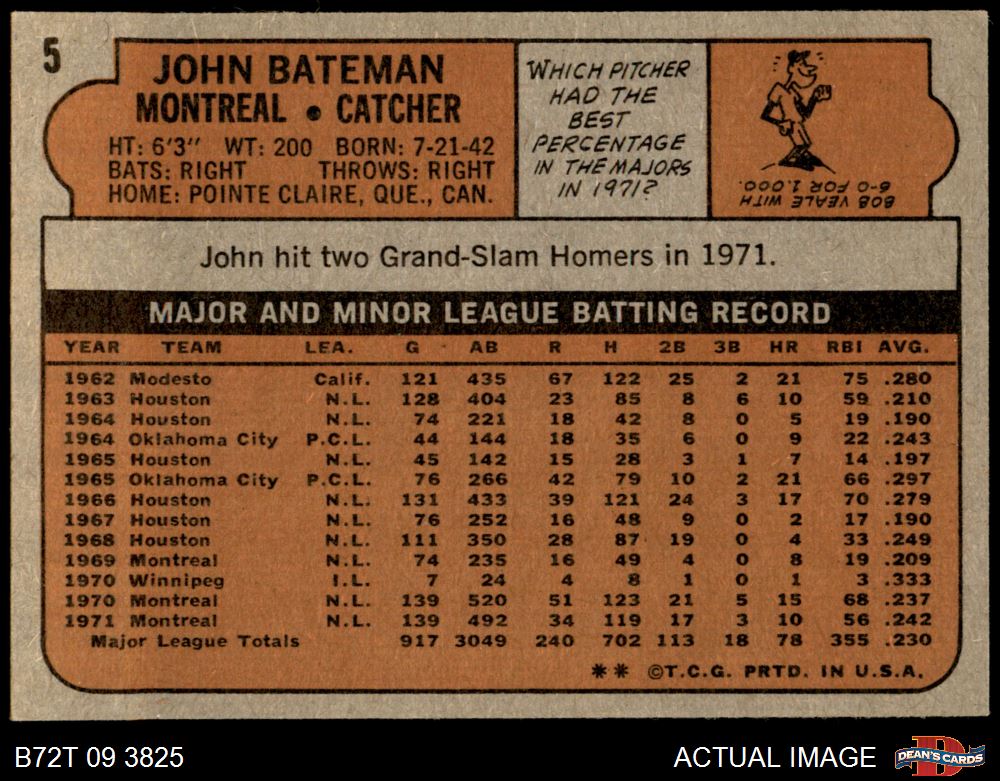 5
JOHN BATEMAN
MONTREAL • CATCHER
HT: 6'3" WT: 200 BORN: 7-21-42
BATS: RIGHT THROWS: RIGHT
HOME: POINTE CLAIRE, QUE., CAN.
WHICH PITCHER
HAD THE
BEST
PERCENTAGE
IN THE MAJORS
IN 1971?
BOB VEALE WITH
6-0 FOR 1.000.
John hit two Grand-Slam Homers in 1971.
MAJOR AND MINOR LEAGUE BATTING RECORD
YEAR TEAM LEA. G AB R H 2B 3B HR RBI AVG.
1962 Modesto Calif. 121 435 67 122 25 2 21 75 .280
1963 Houston N.L. 128 404 23 85 8 6 10 59 .210
1964 Houston N.L. 74 221 18 42 8 0 5 19 .190
1964 Oklahoma City P.C.L. 44 144 18 35 6 0 9 22 .243
1965 Houston N.L. 45 142 15 28 3 1 7 14 .197
1965 Oklahoma City P.C.L. 76 266 42 79 10 2 21 66 .297
1966 Houston N.L. 131 433 39 121 24 3 17 70 .279
1967 Houston N.L. 76 252 16 48 9 0 2 17 .190
1968 Houston N.L. 111 350 28 87 19 0 4 33 .249
1969 Montreal N.L. 74 235 16 49 4 0 8 19 .209
1970 Winnipeg I.L. 7 24 4 8 1 0 1 3 .333
1970 Montreal N.L. 139 520 51 123 21 5 15 68 .237
1971 Montreal N.L. 139 492 34 119 17 3 10 56 .242
Major League Totals 917 3049 240 702 113 18 78 355 .230
** ©T.C.G. PRTD. IN U.S.A.
B72T 09 3825
ACTUAL IMAGE
D
DEAN'S CARDS